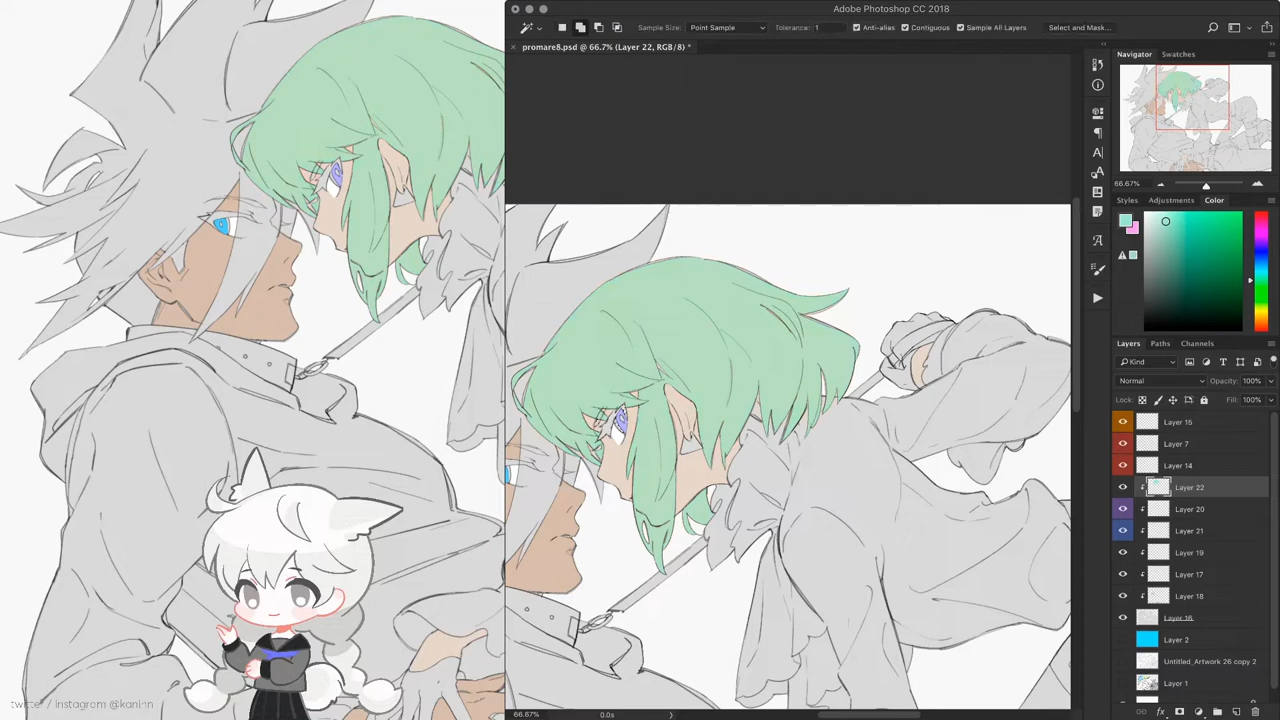 Adobe Photoshop CC 2018
Sample Size: Point Sample Tolerance: 1 Anti-alias Contiguous Sample All Layers Select and Mask...
promare8.psd @ 66.7% (Layer 22, RGB/8) *
Navigator Swatches
66.67%
Styles Adjustments Color
Layers Paths Channels
Kind
Normal Opacity: 100%
Lock: Fill: 100%
Layer 15
Layer 7
Layer 14
Layer 22
Layer 20
Layer 21
Layer 19
Layer 17
Layer 18
Layer 16
Layer 2
Untitled_Artwork 26 copy 2
Layer 1
66.67% 0.0s
twitter / instagram @kaninn